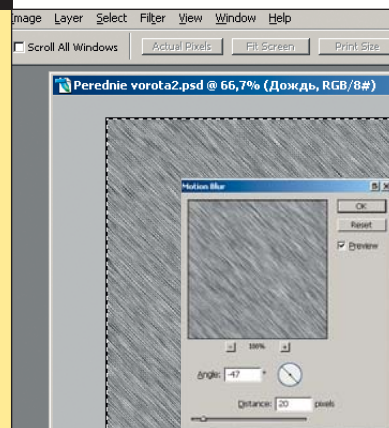 Image Layer Select Filter View Window Help
Scroll All Windows Actual Pixels Fit Screen Print Size
Perednie vorota2.psd @ 66,7% (Дождь, RGB/8#)
Motion Blur
OK
Reset
Preview
- 100% +
Angle: -47 °
Distance: 20 pixels